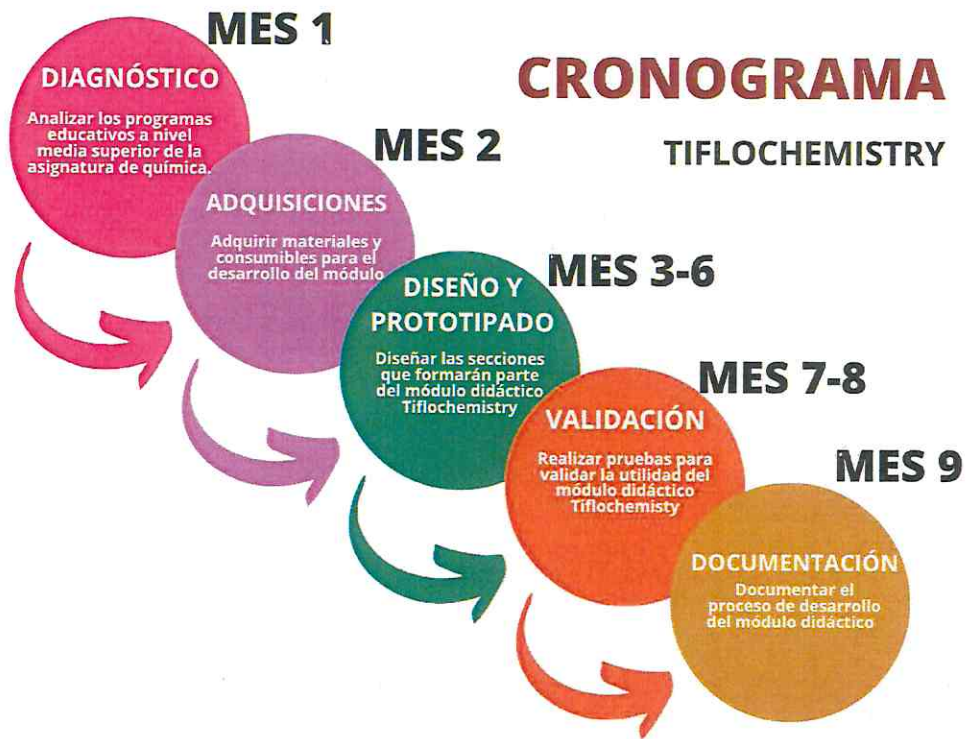 MES 1
CRONOGRAMA
TIFLOCHEMISTRY
DIAGNÓSTICO
Analizar los programas
educativos a nivel
media superior de la
asignatura de química.
MES 2
ADQUISICIONES
Adquirir materiales y
consumibles para el
desarrollo del módulo
MES 3-6
DISEÑO Y
PROTOTIPADO
Diseñar las secciones
que formarán parte
del módulo didáctico
Tiflochemistry
MES 7-8
VALIDACIÓN
Realizar pruebas para
validar la utilidad del
módulo didáctico
Tiflochemisty
MES 9
DOCUMENTACIÓN
Documentar el
proceso de desarrollo
del módulo didáctico